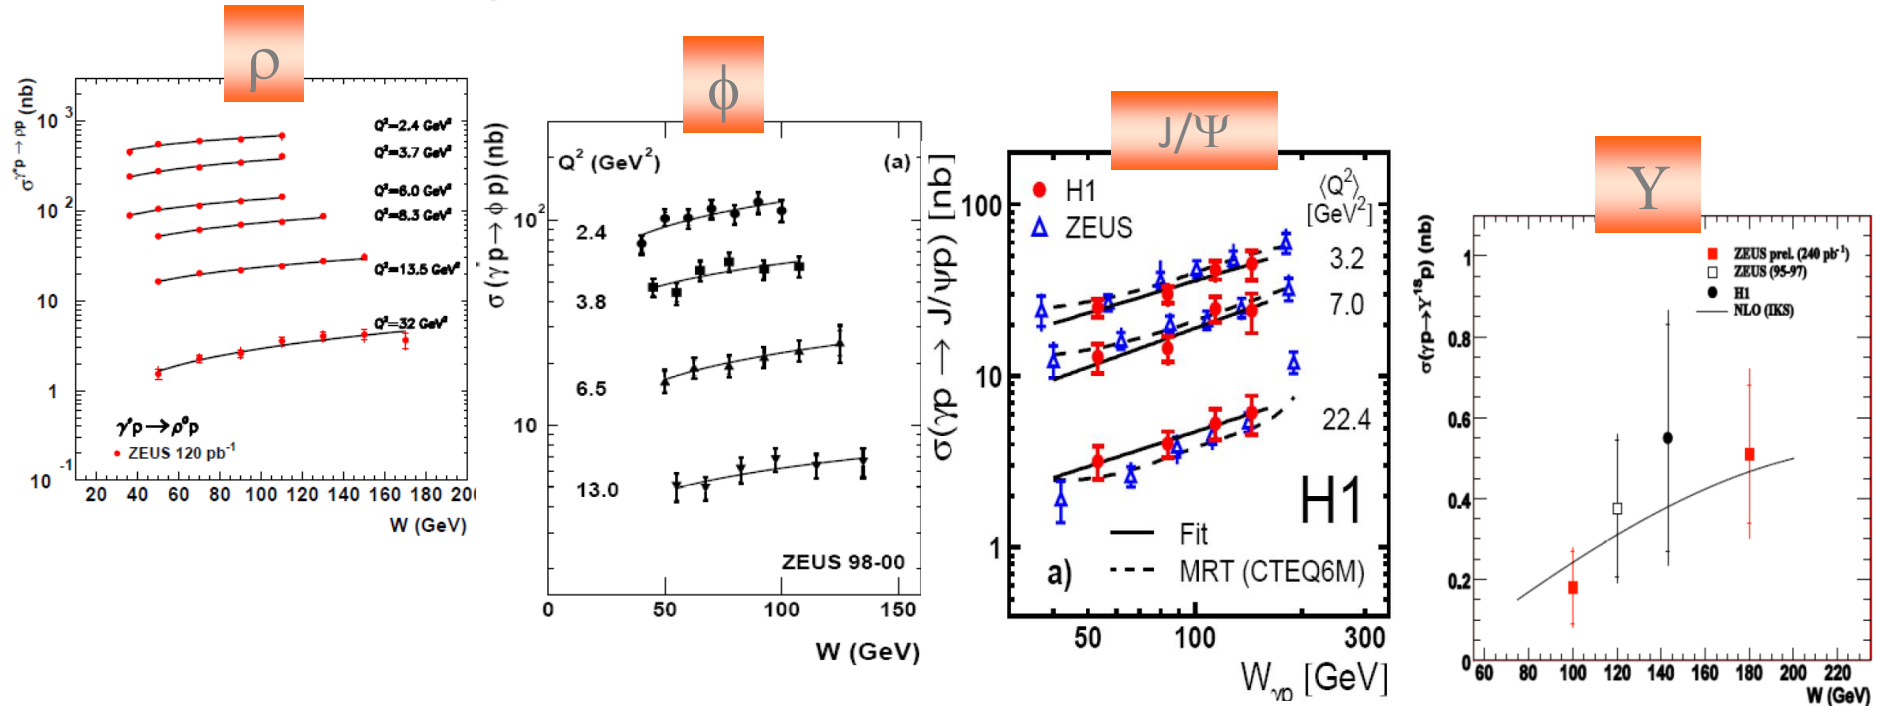 ρ
σ^γ*p→ρp (nb)
10^3
10^2
10
1
10^-1
Q²=2.4 GeV²
Q²=3.7 GeV²
Q²=6.0 GeV²
Q²=8.3 GeV²
Q²=13.5 GeV²
Q²=32 GeV²
γ*p→ρ⁰p
ZEUS 120 pb⁻¹
20 40 60 80 100 120 140 160 180 20
W (GeV)
ϕ
σ (γ p → ϕ p) (nb)
Q² (GeV²)
(a)
10^2
10
2.4
3.8
6.5
13.0
ZEUS 98-00
0 50 100 150
W (GeV)
J/Ψ
σ(γp → J/ψp) [nb]
100
10
1
H1
ZEUS
⟨Q²⟩
[GeV²]
3.2
7.0
22.4
H1
Fit
a)
MRT (CTEQ6M)
50 100 300
W_γp [GeV]
Υ
σ(γp→Υ^1S p) (nb)
1
0.8
0.6
0.4
0.2
0
ZEUS prel. (240 pb⁻¹)
ZEUS (95-97)
H1
NLO (IKS)
60 80 100 120 140 160 180 200 220
W (GeV)